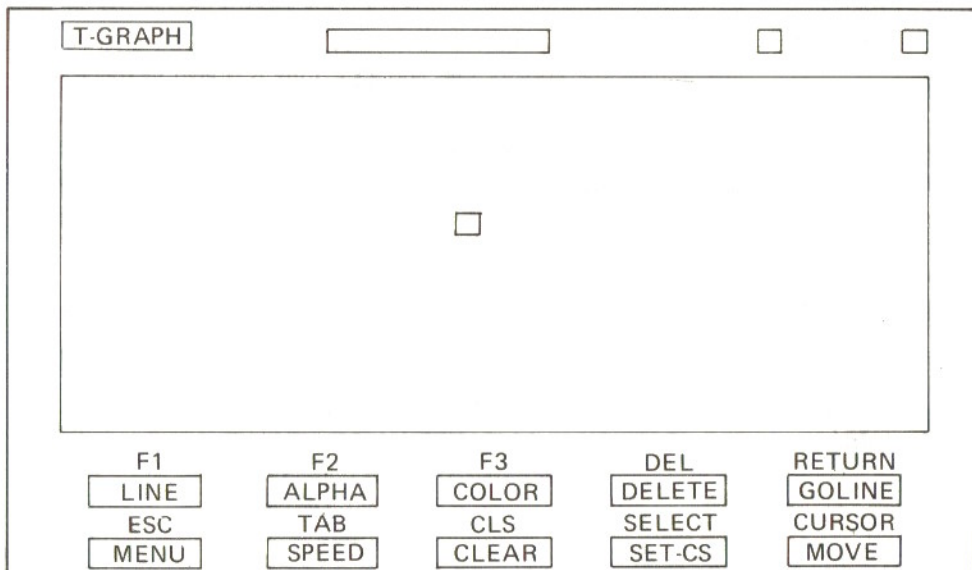 T-GRAPH
F1 F2 F3 DEL RETURN
LINE ALPHA COLOR DELETE GOLINE
ESC TAB CLS SELECT CURSOR
MENU SPEED CLEAR SET-CS MOVE